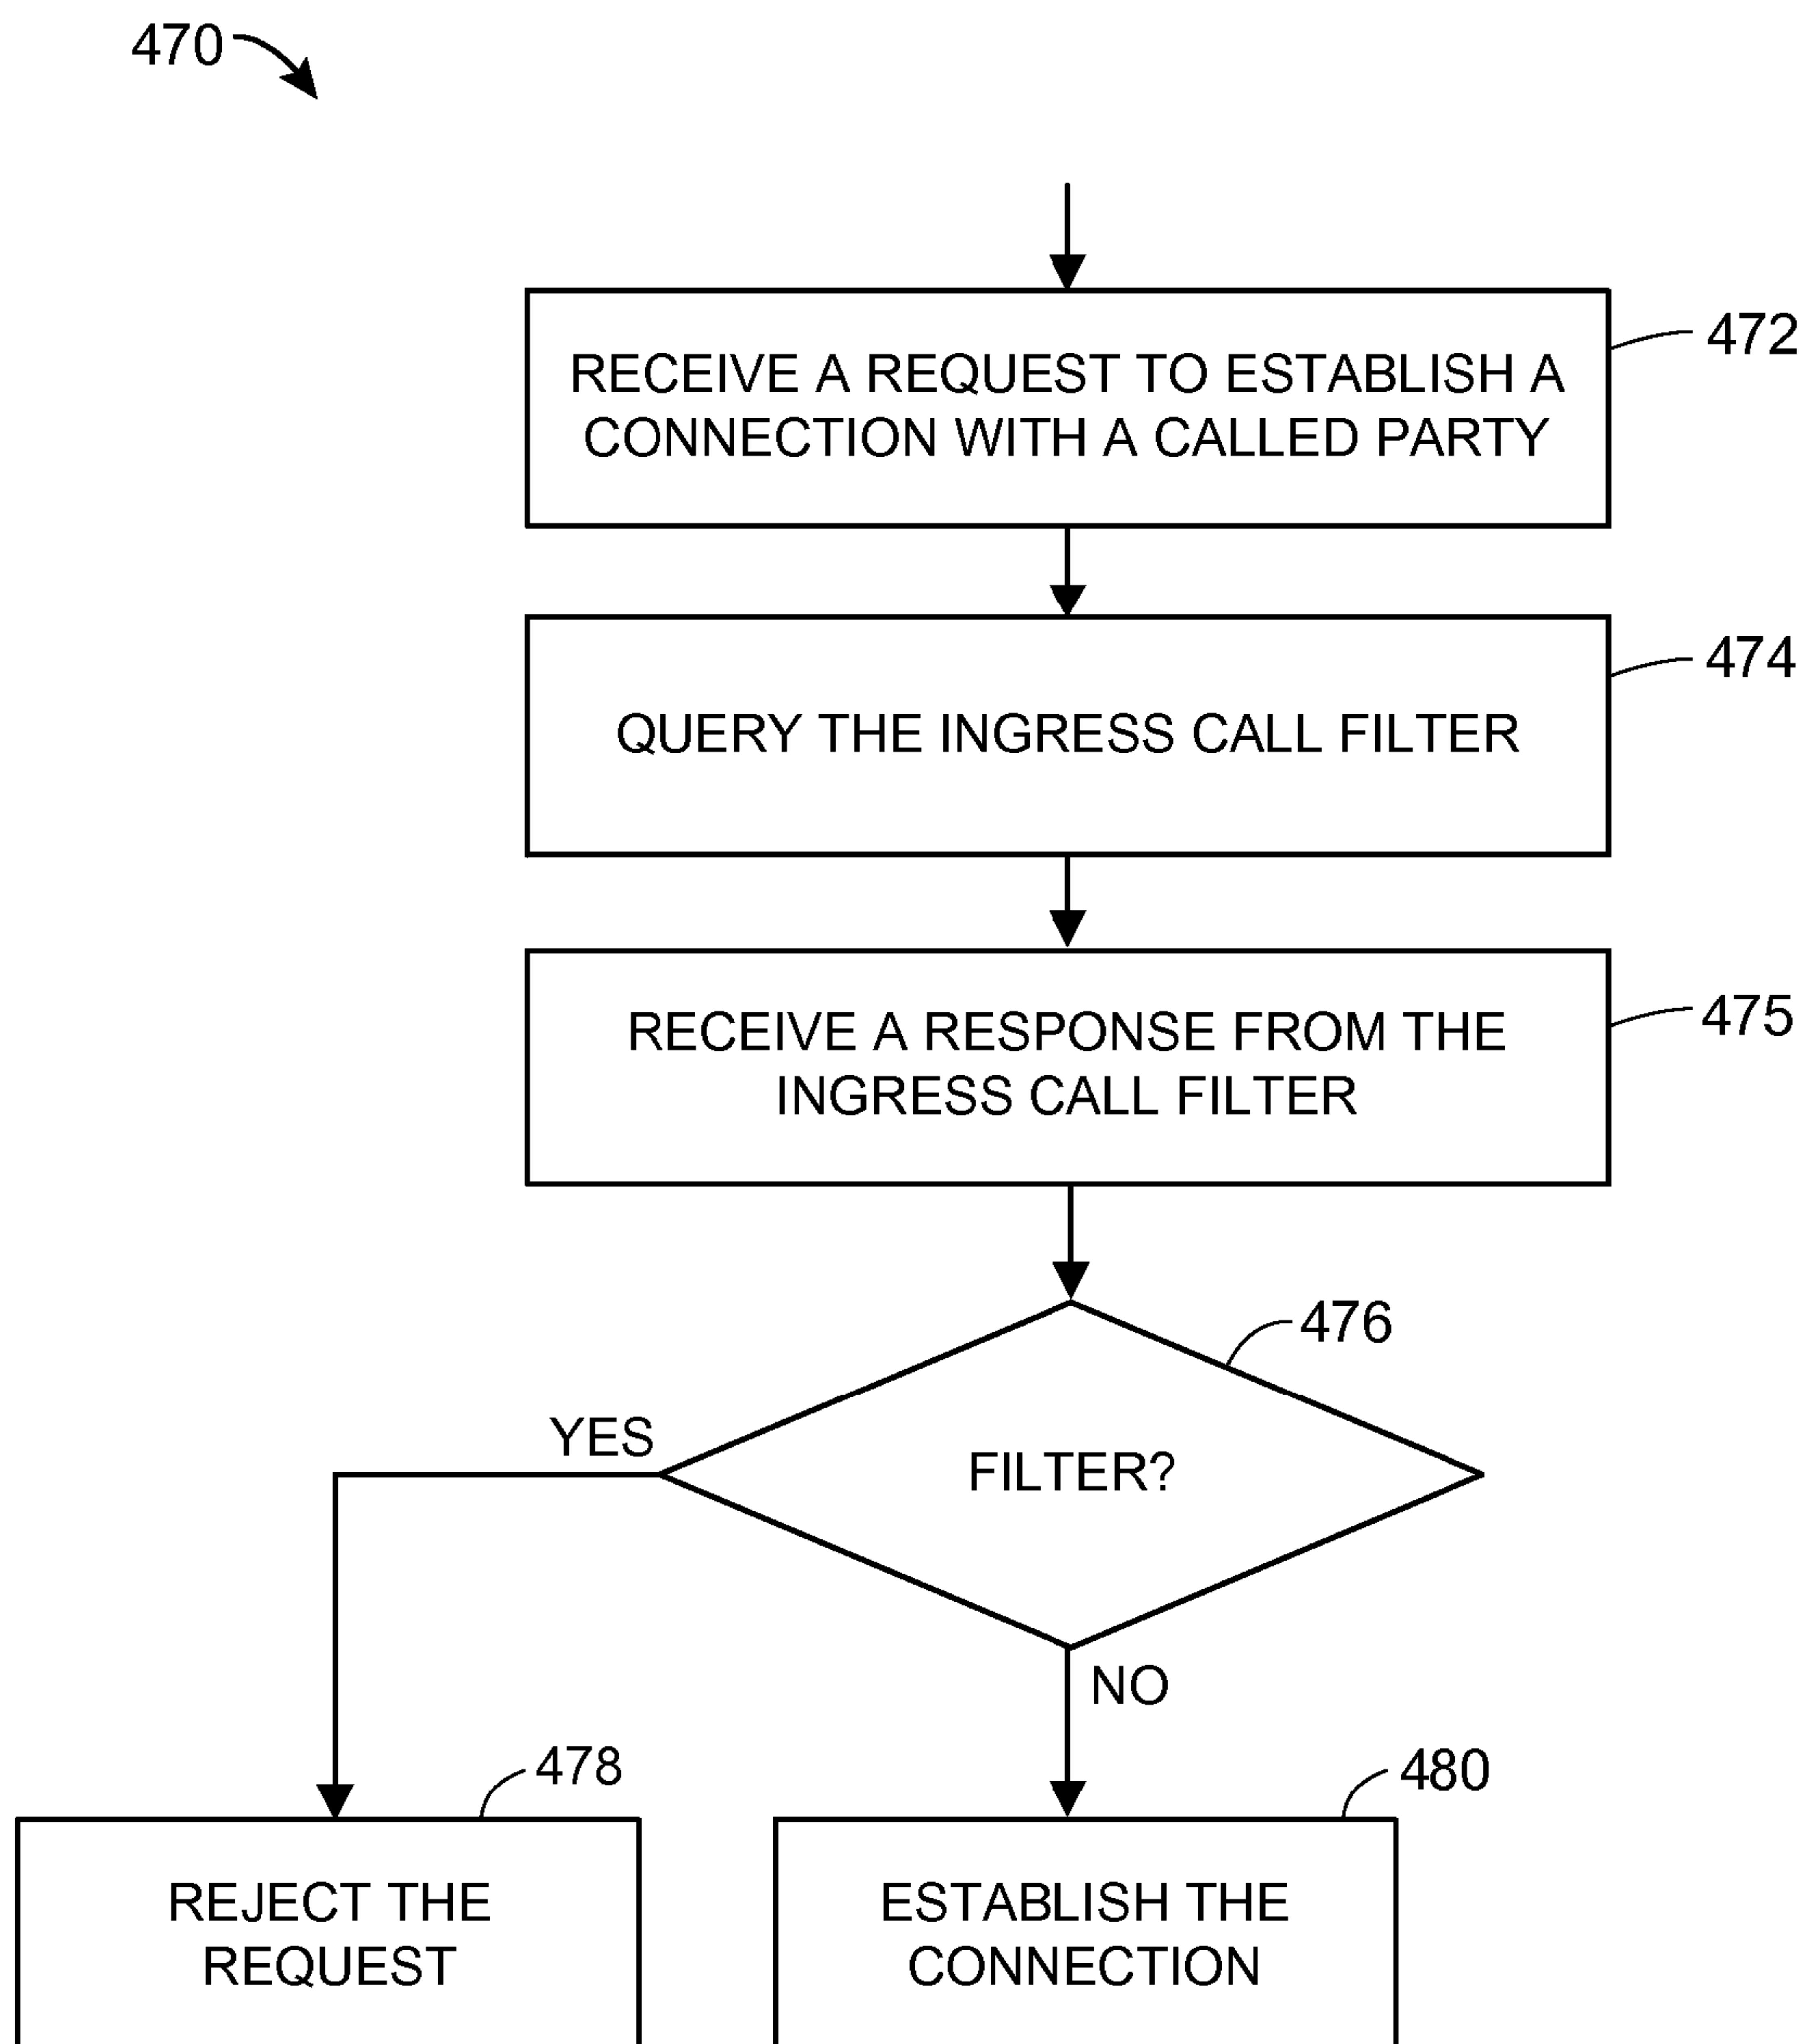 470
RECEIVE A REQUEST TO ESTABLISH A
CONNECTION WITH A CALLED PARTY
472
QUERY THE INGRESS CALL FILTER
474
RECEIVE A RESPONSE FROM THE
INGRESS CALL FILTER
475
476
YES
FILTER?
NO
478
480
REJECT THE
REQUEST
ESTABLISH THE
CONNECTION